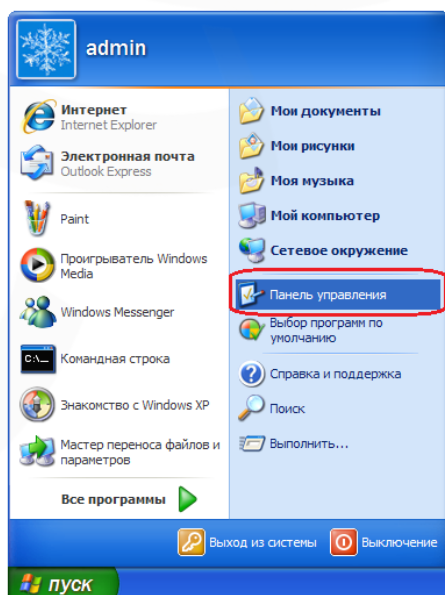 admin
Интернет
Internet Explorer
Электронная почта
Outlook Express
Paint
Проигрыватель Windows
Media
Windows Messenger
C:\_
Командная строка
Знакомство с Windows XP
Мастер переноса файлов и
параметров
Все программы
Мои документы
Мои рисунки
Моя музыка
Мой компьютер
Сетевое окружение
Панель управления
Выбор программ по
умолчанию
Справка и поддержка
Поиск
Выполнить...
Выход из системы
Выключение
пуск